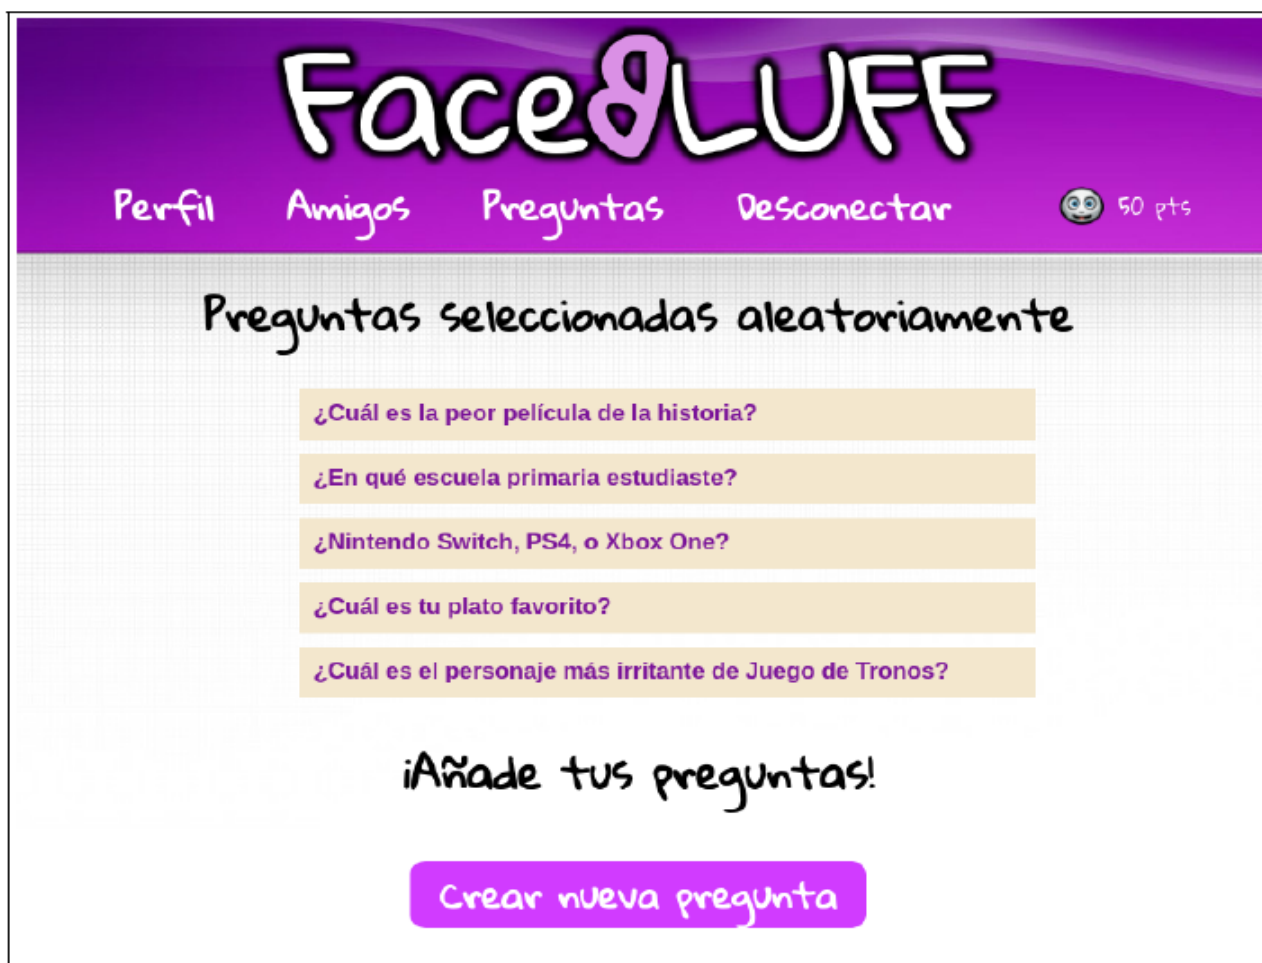 FaceBLUFF
Perfil Amigos Preguntas Desconectar 50 pts
Preguntas seleccionadas aleatoriamente
¿Cuál es la peor película de la historia?
¿En qué escuela primaria estudiaste?
¿Nintendo Switch, PS4, o Xbox One?
¿Cuál es tu plato favorito?
¿Cuál es el personaje más irritante de Juego de Tronos?
¡Añade tus preguntas!
Crear nueva pregunta